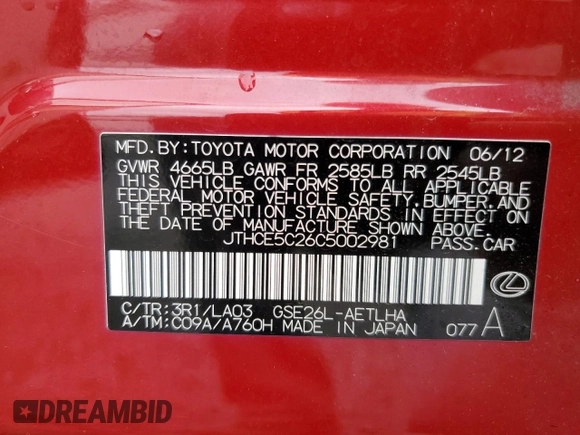 MFD.BY:TOYOTA MOTOR CORPORATION 06/12
GVWR 4665LB GAWR FR 2585LB RR 2545LB
THIS VEHICLE CONFORMS TO ALL APPLICABLE
FEDERAL MOTOR VEHICLE SAFETY,BUMPER,AND
THEFT PREVENTION STANDARDS IN EFFECT ON
THE DATE OF MANUFACTURE SHOWN ABOVE.
JTHCE5C26C5002981 PASS.CAR
C/TR:3R1/LA03 GSE26L-AETLHA
A/TM:C09A/A760H MADE IN JAPAN 077A
DREAMBID